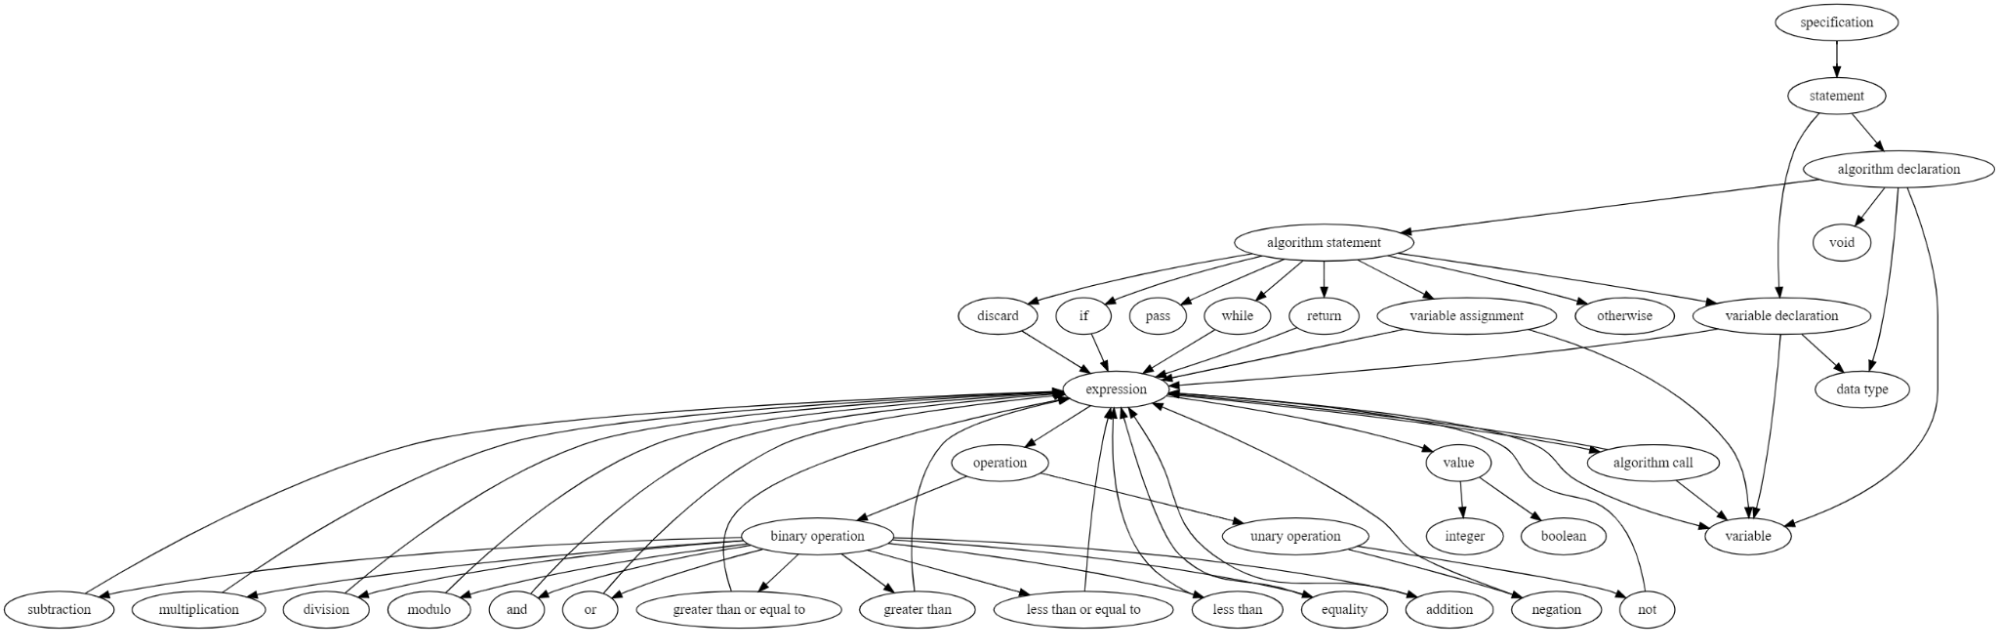 specification
statement
algorithm declaration
algorithm statement
void
discard
if
pass
while
return
variable assignment
otherwise
variable declaration
expression
data type
operation
value
algorithm call
binary operation
unary operation
integer
boolean
variable
subtraction
multiplication
division
modulo
and
or
greater than or equal to
greater than
less than or equal to
less than
equality
addition
negation
not